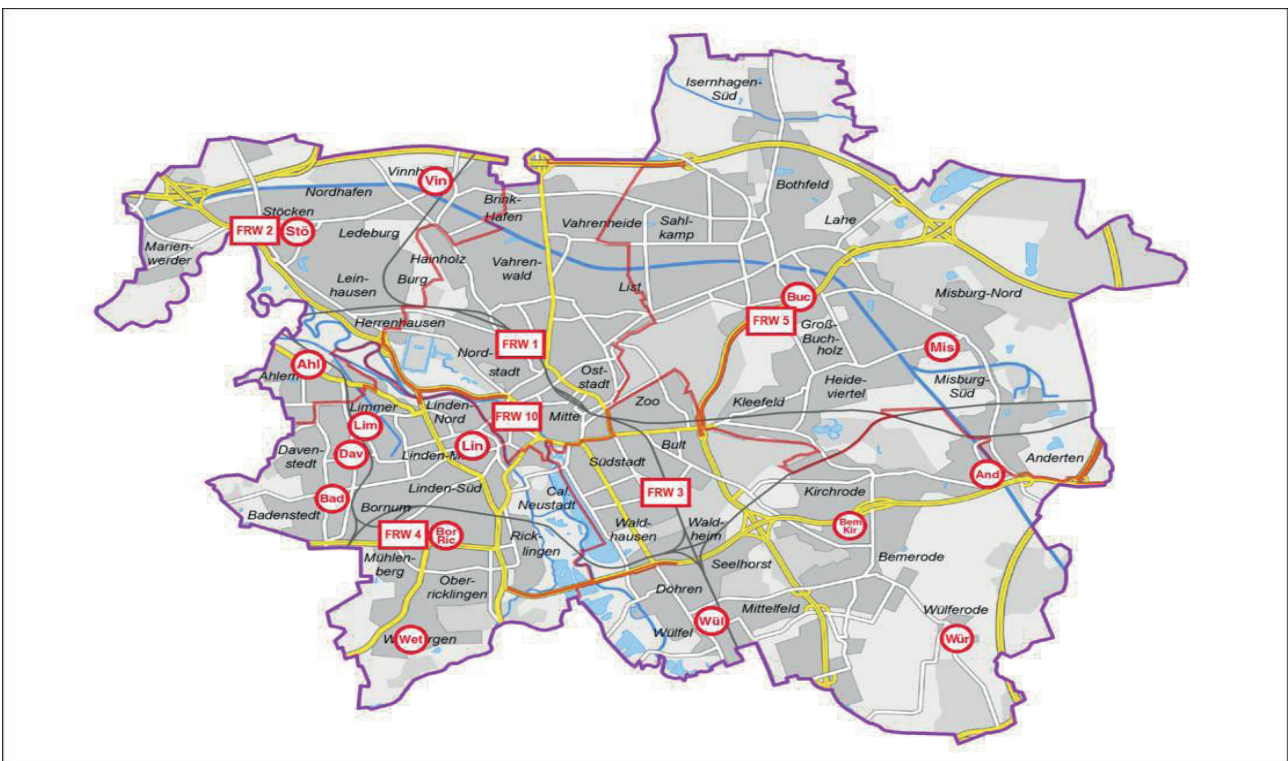 Isernhagen-
Süd
Vinnh
Vin
Nordhafen
Brink-
Hafen
Bothfeld
Stöcken
FRW 2
Stö
Ledeburg
Vahrenheide
Sahl-
kamp
Lahe
Marien-
werder
Hainholz
Vahren-
wald
Lein-
hausen
Burg
List
Buc
Misburg-Nord
Herrenhausen
FRW 1
FRW 5
Groß-
Buch-
holz
Mis
Nord-
stadt
Ost-
stadt
Ahl
Ahlem
Heide-
viertel
Misburg-
Süd
Limmer
Linden-
Nord
FRW 10
Mitte
Zoo
Kleefeld
Lim
Lin
Bult
Daven-
stedt
Dav
Linden-M
Südstadt
Anderten
And
Bad
Badenstedt
Linden-Süd
Bornum
Cal.
Neustadt
FRW 3
Kirchrode
FRW 4
Bor
Ric
Rick-
lingen
Wald-
hausen
Wald-
heim
Bem
Kir
Mühlen-
berg
Ober-
ricklingen
Seelhorst
Bemerode
Döhren
Mittelfeld
Wülferode
Wet
W
rgen
Wülfel
Wül
Wür